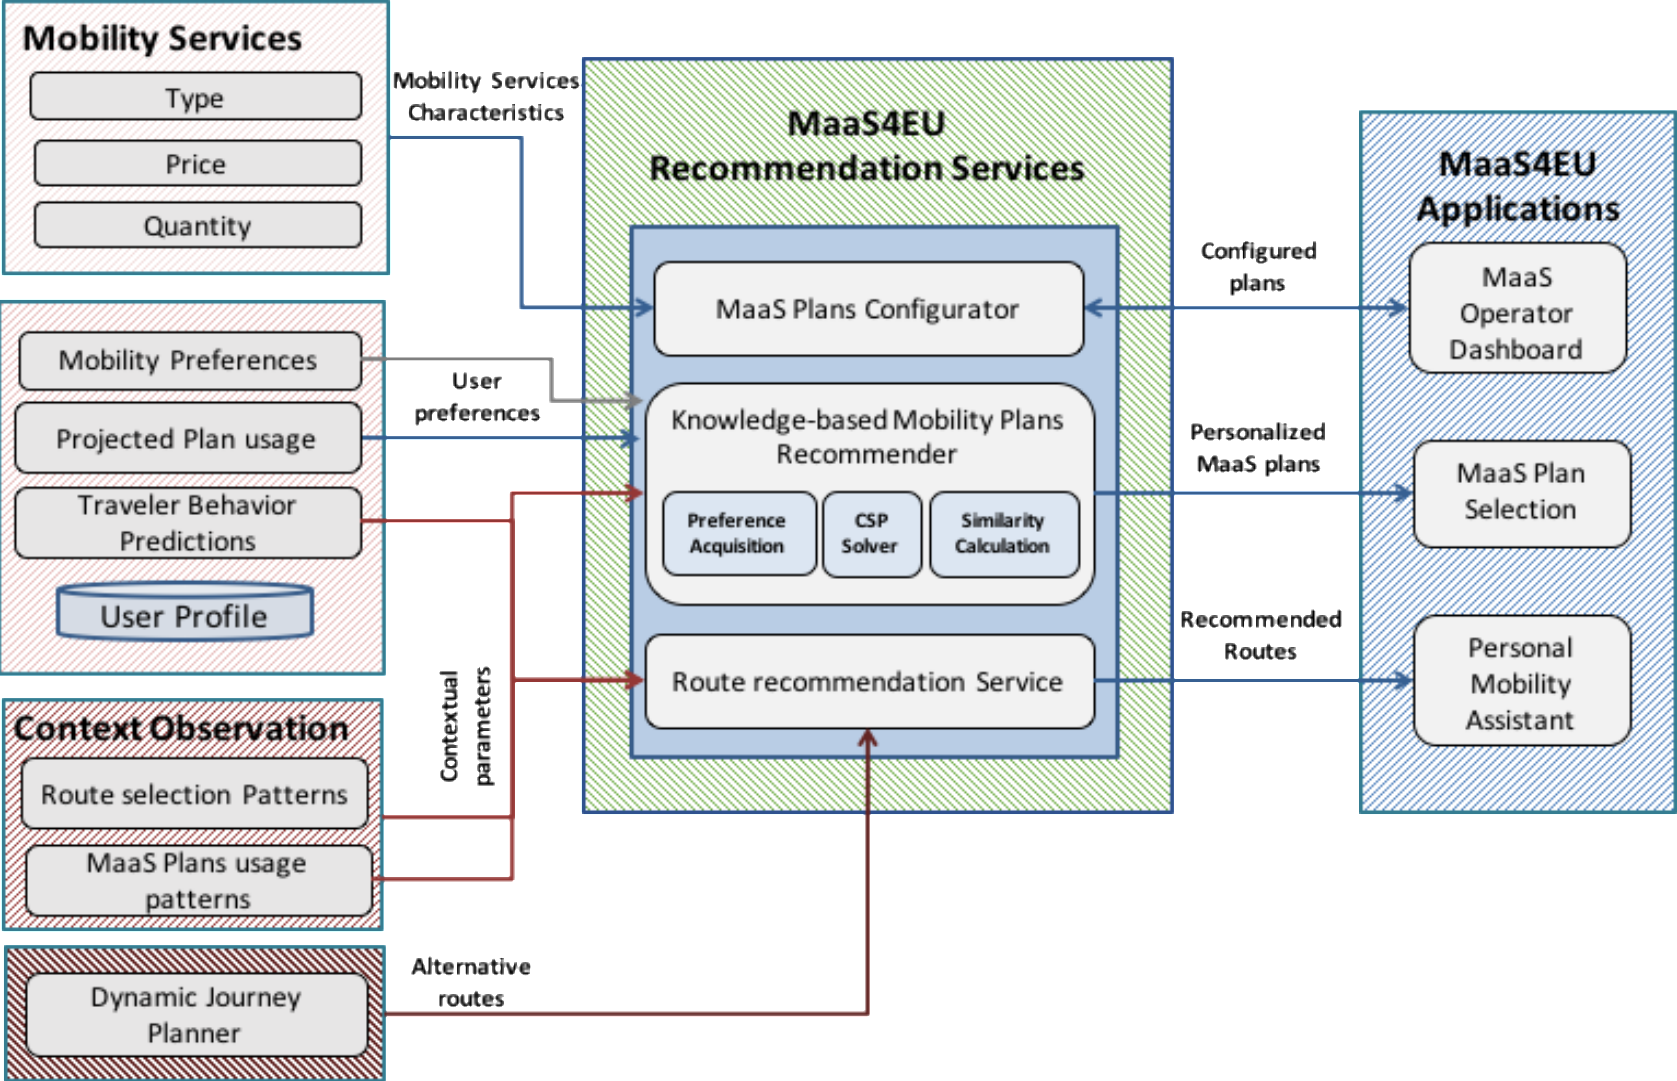 Mobility Services
Type
Price
Quantity
Mobility Services
Characteristics
Mobility Preferences
Projected Plan usage
Traveler Behavior
Predictions
User Profile
User
preferences
Context Observation
Route selection Patterns
MaaS Plans usage
patterns
Contextual
parameters
Dynamic Journey
Planner
Alternative
routes
MaaS4EU
Recommendation Services
MaaS Plans Configurator
Knowledge-based Mobility Plans
Recommender
Preference
Acquisition
CSP
Solver
Similarity
Calculation
Route recommendation Service
Configured
plans
Personalized
MaaS plans
Recommended
Routes
MaaS4EU
Applications
MaaS
Operator
Dashboard
MaaS Plan
Selection
Personal
Mobility
Assistant